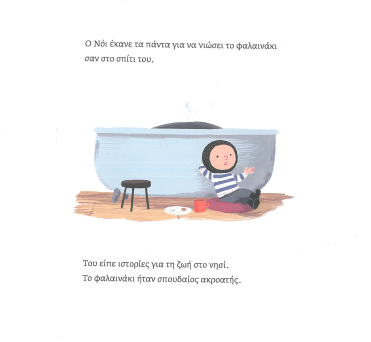 Ο Νόι έκανε τα πάντα για να νιώσει το φαλαινάκι
σαν στο σπίτι του.
Του είπε ιστορίες για τη ζωή στο νησί.
Το φαλαινάκι ήταν σπουδαίος ακροατής.